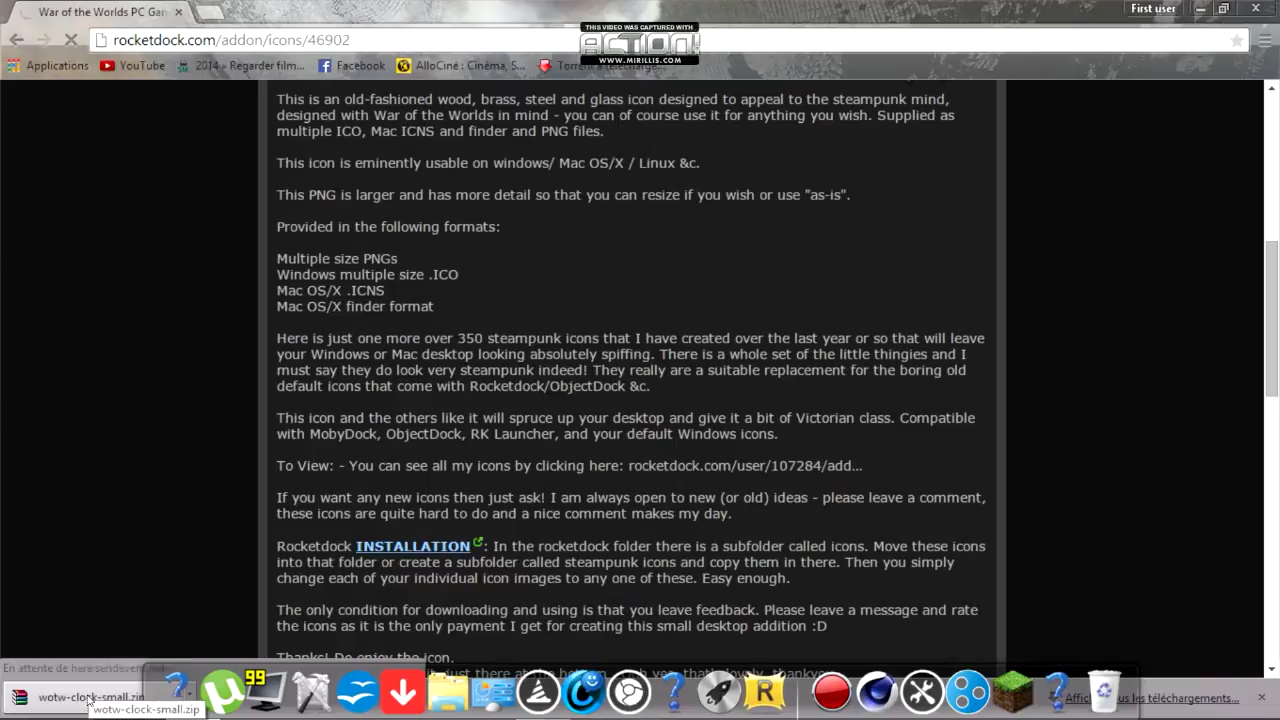 War of the Worlds PC Gam
First user
THIS VIDEO WAS CAPTURED WITH
ACTION!
WWW.MIRILLIS.COM
rocketdock.com/addon/icons/46902
Applications
YouTube
2014 » Regarder film...
Facebook
AlloCiné : Cinéma, S...
This is an old-fashioned wood, brass, steel and glass icon designed to appeal to the steampunk mind,
designed with War of the Worlds in mind - you can of course use it for anything you wish. Supplied as
multiple ICO, Mac ICNS and finder and PNG files.
This icon is eminently usable on windows/ Mac OS/X / Linux &c.
This PNG is larger and has more detail so that you can resize if you wish or use "as-is".
Provided in the following formats:
Multiple size PNGs
Windows multiple size .ICO
Mac OS/X .ICNS
Mac OS/X finder format
Here is just one more over 350 steampunk icons that I have created over the last year or so that will leave
your Windows or Mac desktop looking absolutely spiffing. There is a whole set of the little thingies and I
must say they do look very steampunk indeed! They really are a suitable replacement for the boring old
default icons that come with Rocketdock/ObjectDock &c.
This icon and the others like it will spruce up your desktop and give it a bit of Victorian class. Compatible
with MobyDock, ObjectDock, RK Launcher, and your default Windows icons.
To View: - You can see all my icons by clicking here: rocketdock.com/user/107284/add...
If you want any new icons then just ask! I am always open to new (or old) ideas - please leave a comment,
these icons are quite hard to do and a nice comment makes my day.
Rocketdock INSTALLATION : In the rocketdock folder there is a subfolder called icons. Move these icons
into that folder or create a subfolder called steampunk icons and copy them in there. Then you simply
change each of your individual icon images to any one of these. Easy enough.
The only condition for downloading and using is that you leave feedback. Please leave a message and rate
the icons as it is the only payment I get for creating this small desktop addition :D
Thanks! Do enjoy the icon.
En attente de
99
wotw-clock-small.zip
wotw-clock-small.zip
les téléchargements...